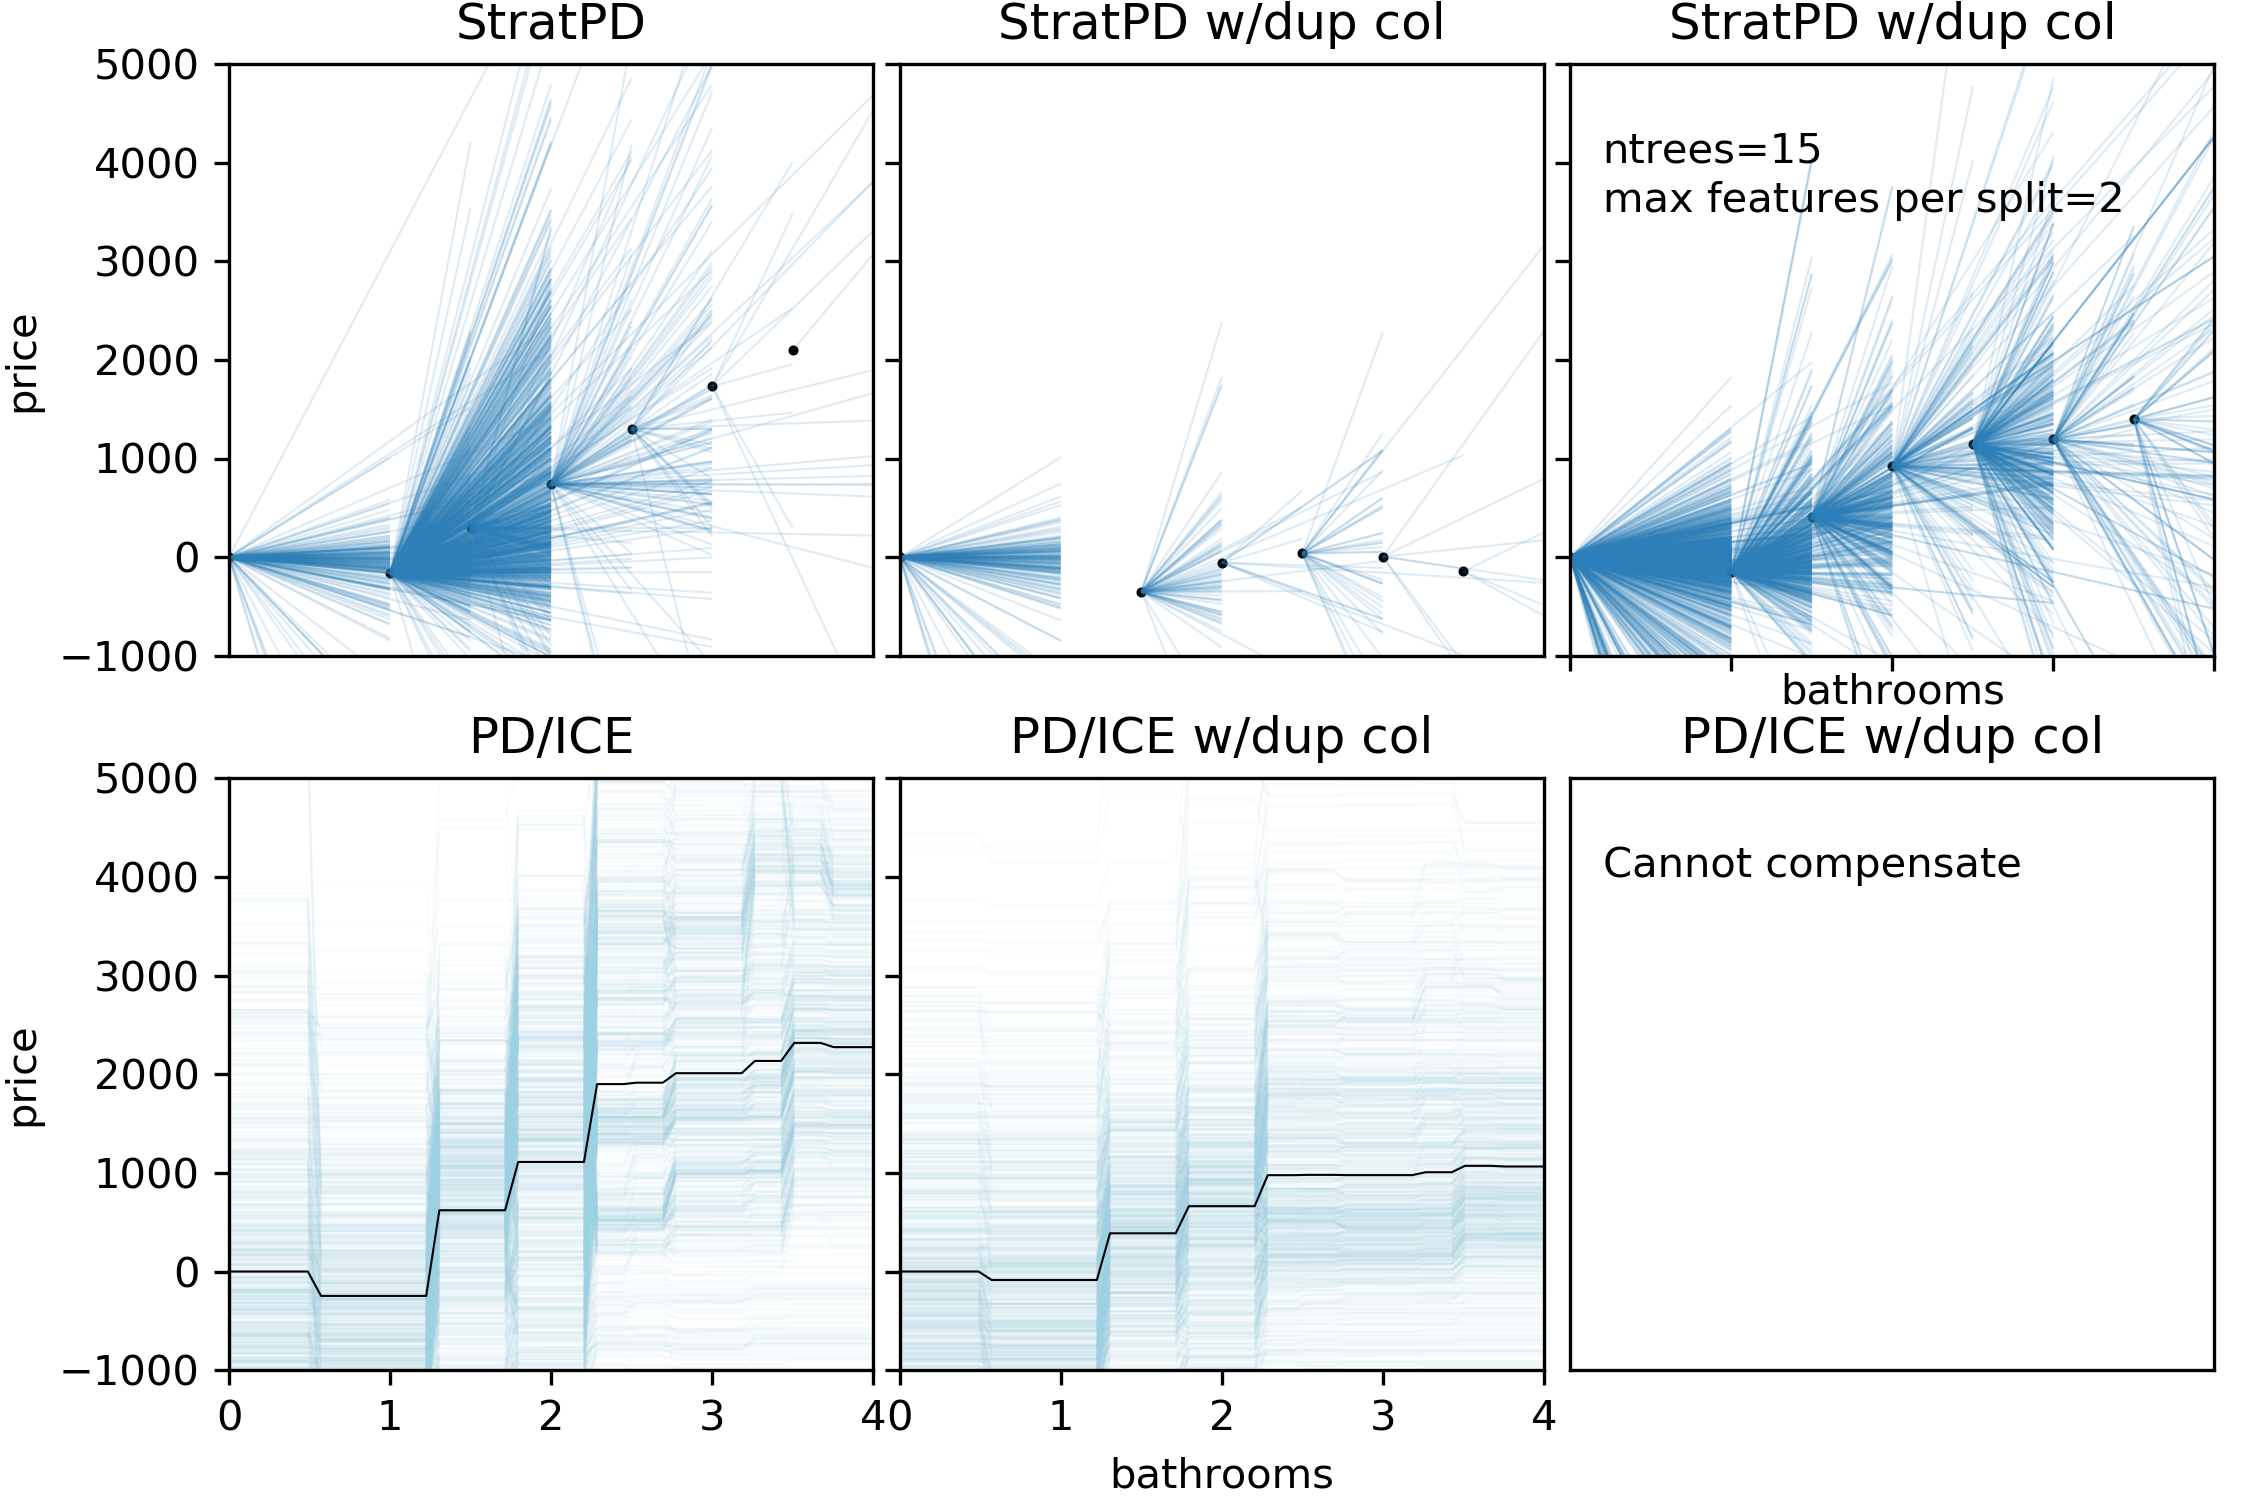 StratPD
StratPD w/dup col
StratPD w/dup col
5000
4000
3000
2000
1000
0
−1000
price
ntrees=15
max features per split=2
bathrooms
PD/ICE
PD/ICE w/dup col
PD/ICE w/dup col
5000
4000
3000
2000
1000
0
−1000
price
Cannot compensate
0 1 2 3 4
0 1 2 3 4
bathrooms